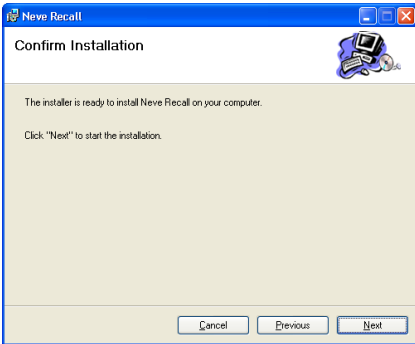 Neve Recall
Confirm Installation
The installer is ready to install Neve Recall on your computer.
Click "Next" to start the installation.
Cancel
Previous
Next